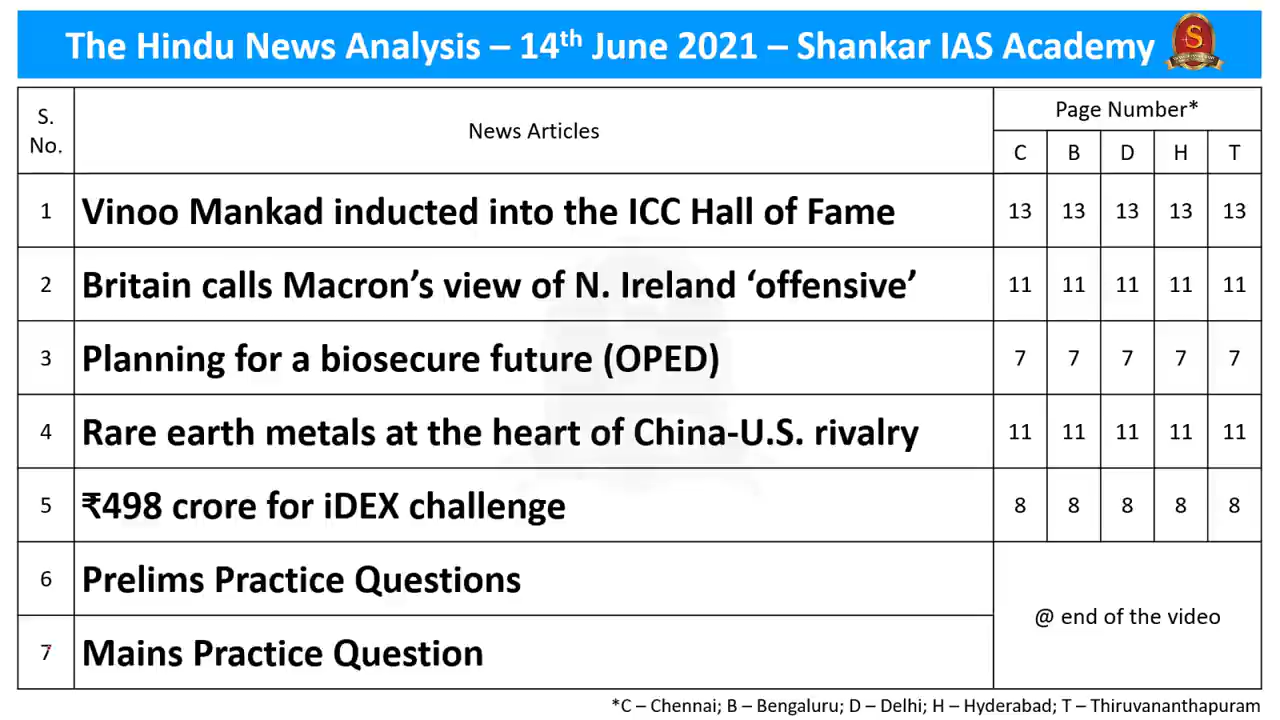 The Hindu News Analysis – 14th June 2021 – Shankar IAS Academy
S. No. News Articles Page Number*
C B D H T
1 Vinoo Mankad inducted into the ICC Hall of Fame 13 13 13 13 13
2 Britain calls Macron’s view of N. Ireland ‘offensive’ 11 11 11 11 11
3 Planning for a biosecure future (OPED) 7 7 7 7 7
4 Rare earth metals at the heart of China-U.S. rivalry 11 11 11 11 11
5 ₹498 crore for iDEX challenge 8 8 8 8 8
6 Prelims Practice Questions
@ end of the video
7 Mains Practice Question
*C – Chennai; B – Bengaluru; D – Delhi; H – Hyderabad; T – Thiruvananthapuram